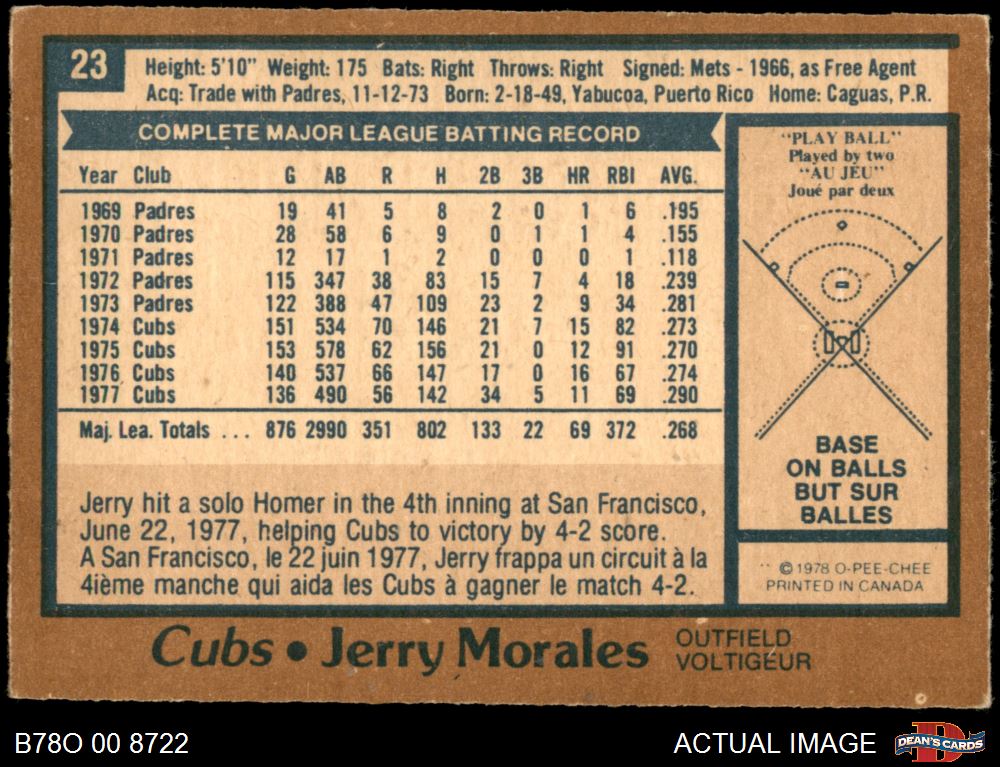 23
Height: 5'10" Weight: 175 Bats: Right Throws: Right Signed: Mets - 1966, as Free Agent
Acq: Trade with Padres, 11-12-73 Born: 2-18-49, Yabucoa, Puerto Rico Home: Caguas, P.R.
COMPLETE MAJOR LEAGUE BATTING RECORD
Year Club G AB R H 2B 3B HR RBI AVG.
1969 Padres 19 41 5 8 2 0 1 6 .195
1970 Padres 28 58 6 9 0 1 1 4 .155
1971 Padres 12 17 1 2 0 0 0 1 .118
1972 Padres 115 347 38 83 15 7 4 18 .239
1973 Padres 122 388 47 109 23 2 9 34 .281
1974 Cubs 151 534 70 146 21 7 15 82 .273
1975 Cubs 153 578 62 156 21 0 12 91 .270
1976 Cubs 140 537 66 147 17 0 16 67 .274
1977 Cubs 136 490 56 142 34 5 11 69 .290
Maj. Lea. Totals ... 876 2990 351 802 133 22 69 372 .268
Jerry hit a solo Homer in the 4th inning at San Francisco,
June 22, 1977, helping Cubs to victory by 4-2 score.
A San Francisco, le 22 juin 1977, Jerry frappa un circuit à la
4ième manche qui aida les Cubs à gagner le match 4-2.
"PLAY BALL"
Played by two
"AU JEU"
Joué par deux
BASE
ON BALLS
BUT SUR
BALLES
© 1978 O-PEE-CHEE
PRINTED IN CANADA
Cubs • Jerry Morales
OUTFIELD
VOLTIGEUR
B78O 00 8722
ACTUAL IMAGE
DEAN'S CARDS